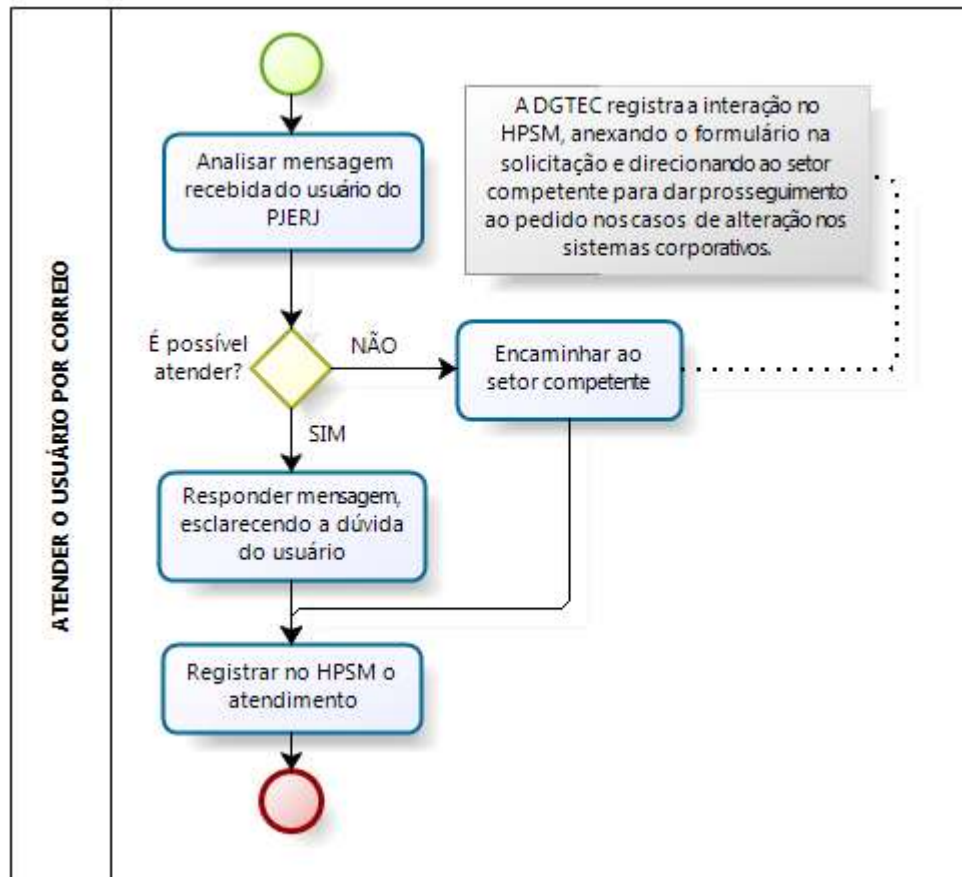 ATENDER O USUÁRIO POR CORREIO
Analisar mensagem
recebida do usuário do
PJERJ
A DGTEC registra a interação no
HPSM, anexando o formulário na
solicitação e direcionando ao setor
competente para dar prosseguimento
ao pedido nos casos de alteração nos
sistemas corporativos.
É possível
atender?
NÃO
Encaminhar ao
setor competente
SIM
Responder mensagem,
esclarecendo a dúvida
do usuário
Registrar no HPSM o
atendimento